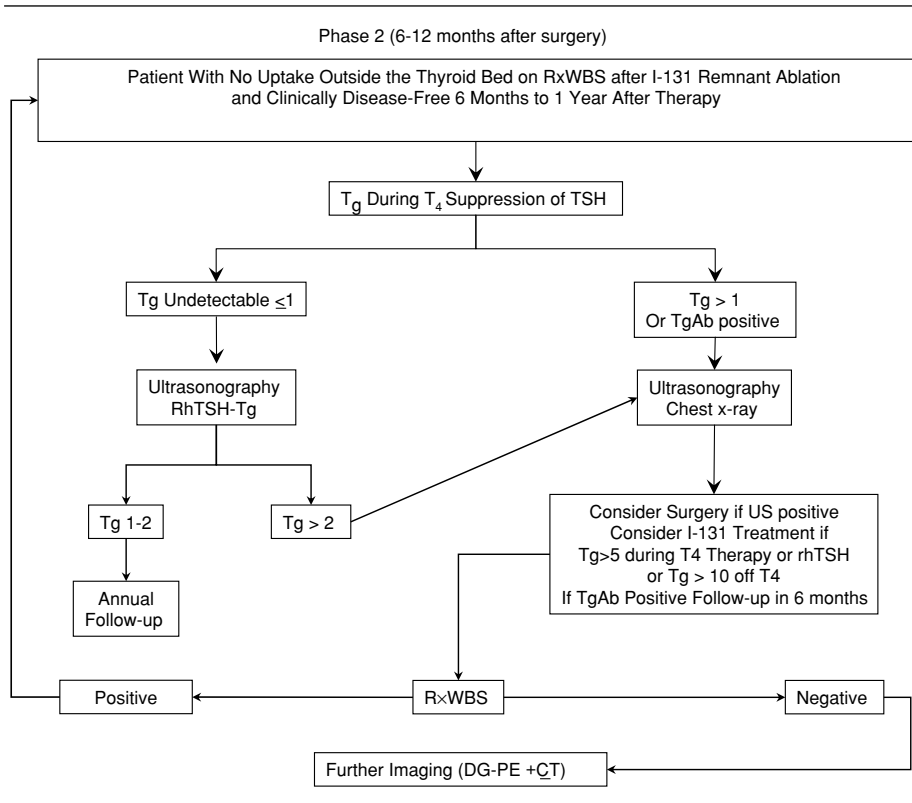 Phase 2 (6-12 months after surgery)
Patient With No Uptake Outside the Thyroid Bed on RxWBS after I-131 Remnant Ablation
and Clinically Disease-Free 6 Months to 1 Year After Therapy
Tg During T4 Suppression of TSH
Tg Undetectable ≤1
Tg > 1
Or TgAb positive
Ultrasonography
RhTSH-Tg
Ultrasonography
Chest x-ray
Tg 1-2
Tg > 2
Consider Surgery if US positive
Consider I-131 Treatment if
Tg>5 during T4 Therapy or rhTSH
or Tg > 10 off T4
If TgAb Positive Follow-up in 6 months
Annual
Follow-up
Positive
R×WBS
Negative
Further Imaging (DG-PE +CT)